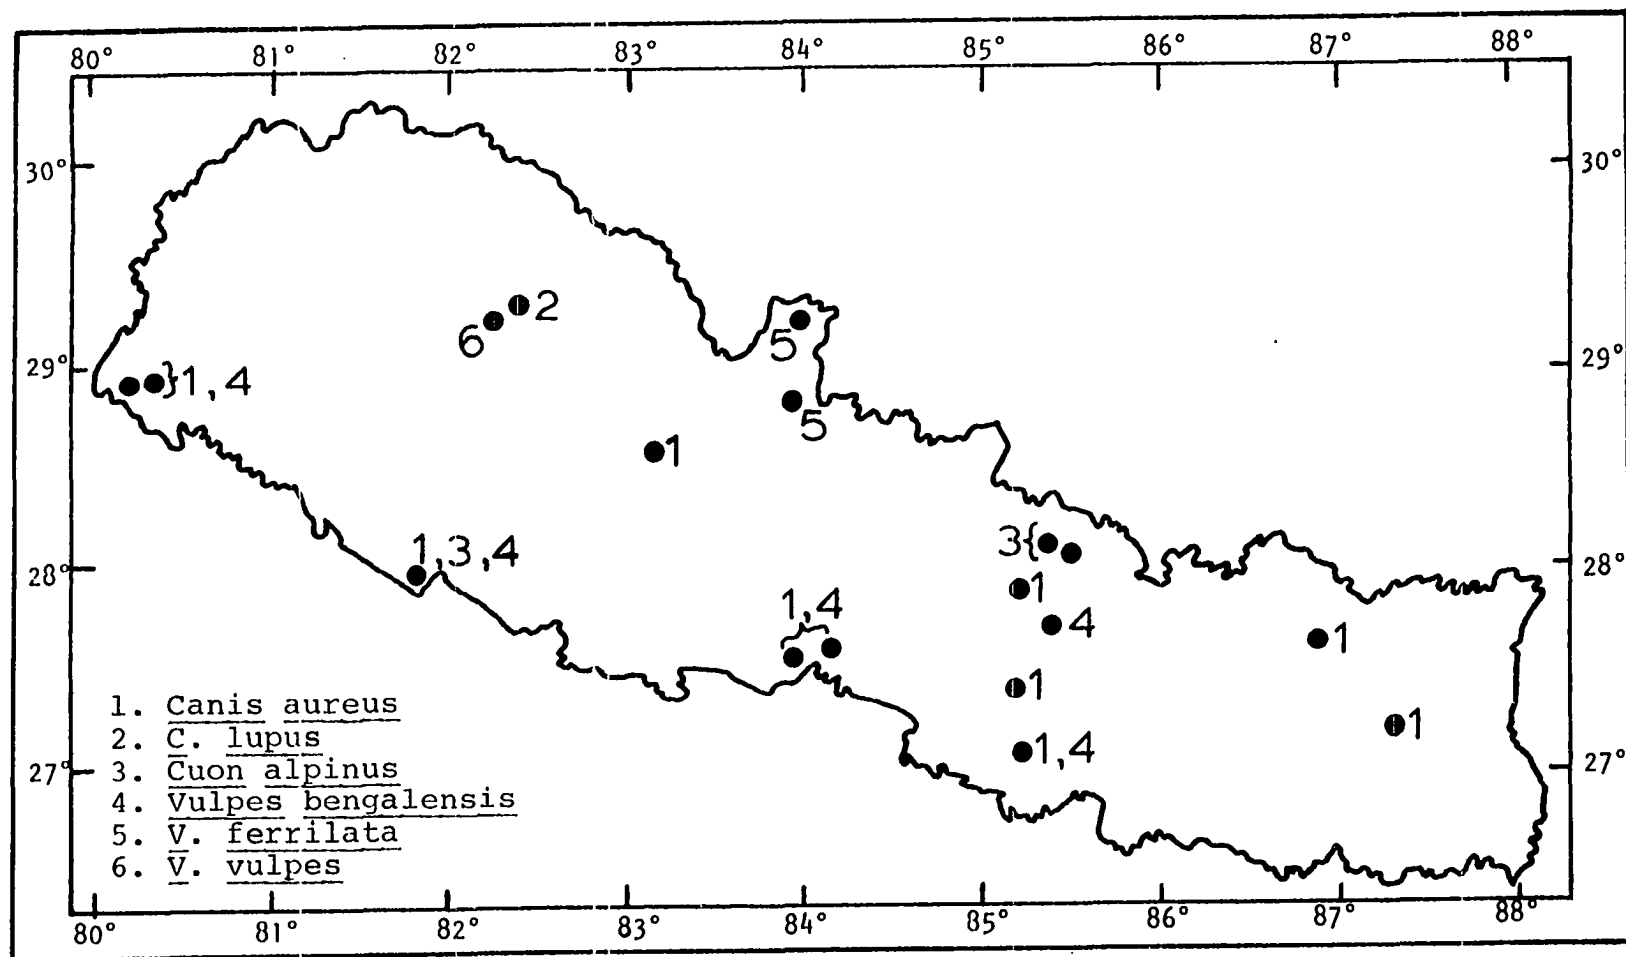 80° 81° 82° 83° 84° 85° 86° 87° 88°
30° 30°
2
6 5
29° 29°
}1,4
5
1
1,3,4 3{
28° 28°
1
1,4 4
1
1
1. Canis aureus
1
2. C. lupus
1,4
3. Cuon alpinus
27° 27°
4. Vulpes bengalensis
5. V. ferrilata
6. V. vulpes
80° 81° 82° 83° 84° 85° 86° 87° 88°